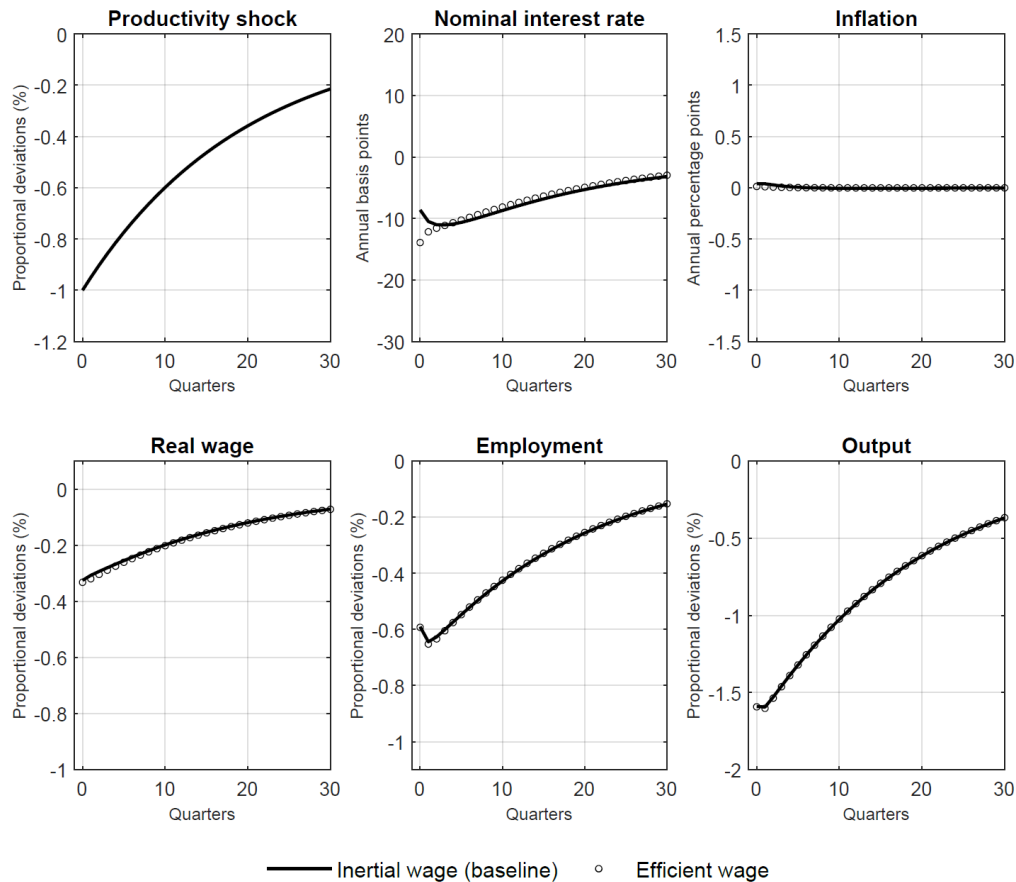 Productivity shock
Proportional deviations (%)
0
-0.2
-0.4
-0.6
-0.8
-1
-1.2
0 10 20 30
Quarters
Nominal interest rate
Annual basis points
20
10
0
-10
-20
-30
0 10 20 30
Quarters
Inflation
Annual percentage points
1.5
1
0.5
0
-0.5
-1
-1.5
0 10 20 30
Quarters
Real wage
Proportional deviations (%)
0
-0.2
-0.4
-0.6
-0.8
-1
0 10 20 30
Quarters
Employment
Proportional deviations (%)
0
-0.2
-0.4
-0.6
-0.8
-1
0 10 20 30
Quarters
Output
Proportional deviations (%)
0
-0.5
-1
-1.5
-2
0 10 20 30
Quarters
Inertial wage (baseline) Efficient wage